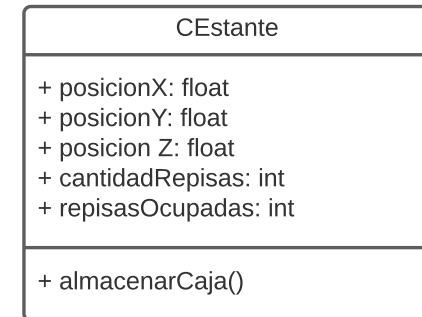 CEstante
+ posicionX: float
+ posicionY: float
+ posicion Z: float
+ cantidadRepisas: int
+ repisasOcupadas: int
+ almacenarCaja()